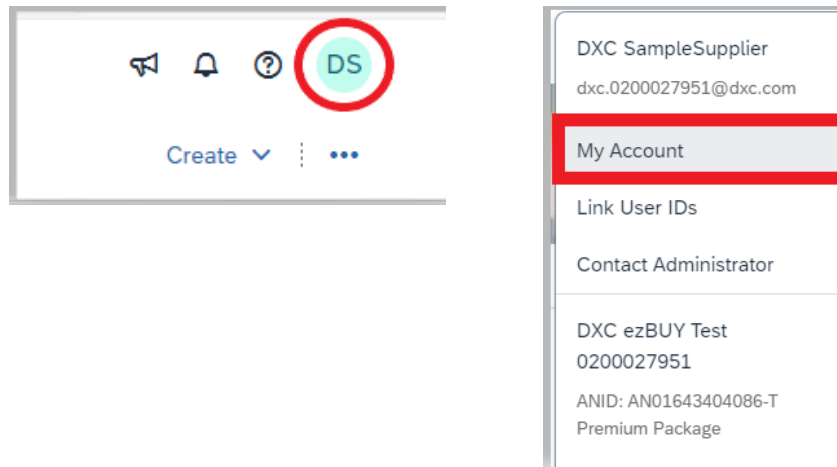 DS
Create
DXC SampleSupplier
dxc.0200027951@dxc.com
My Account
Link User IDs
Contact Administrator
DXC ezBUY Test
0200027951
ANID: AN01643404086-T
Premium Package